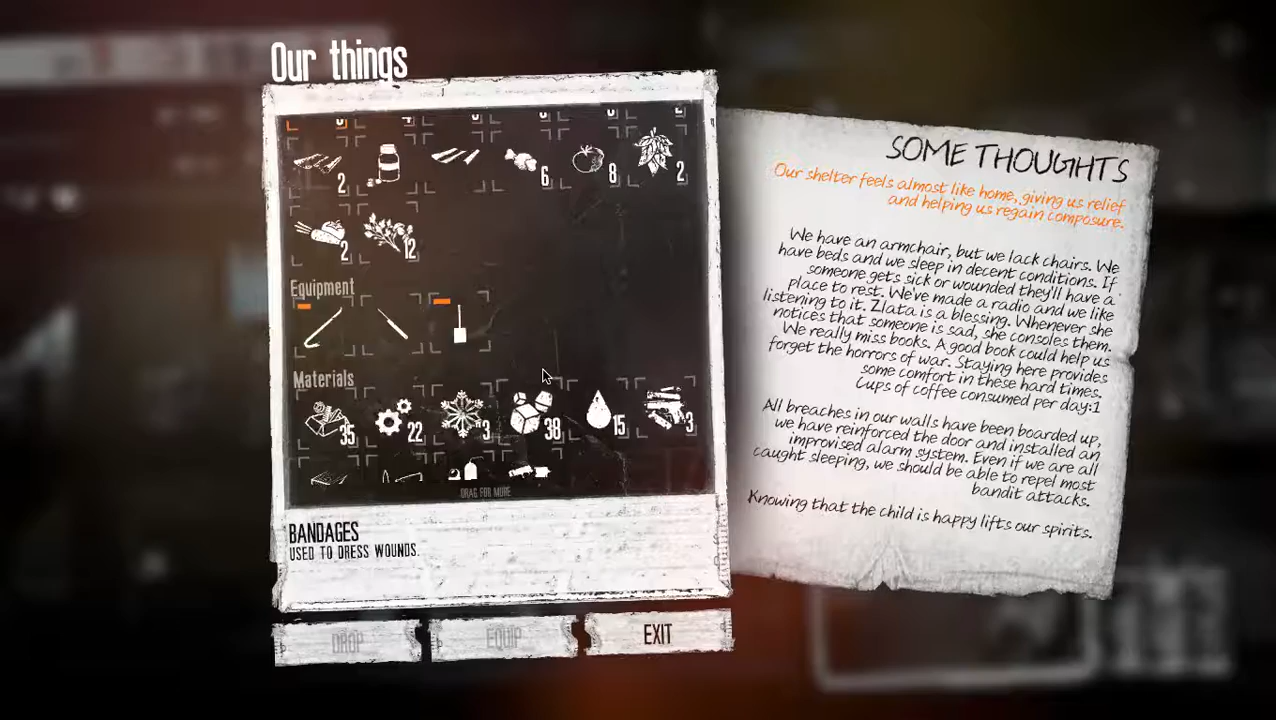 Our things
2
6
8
2
2
12
Equipment
Materials
35
22
3
38
15
3
DRAG FOR MORE
BANDAGES
USED TO DRESS WOUNDS.
DROP
EQUIP
EXIT
SOME THOUGHTS
Our shelter feels almost like home, giving us relief
and helping us regain composure.
We have an armchair, but we lack chairs. We
have beds and we sleep in decent conditions. If
someone gets sick or wounded they'll have a
place to rest. We've made a radio and we like
listening to it. Zlata is a blessing. Whenever she
notices that someone is sad, she consoles them.
We really miss books. A good book could help us
forget the horrors of war. Staying here provides
some comfort in these hard times.
Cups of coffee consumed per day:1
All breaches in our walls have been boarded up,
we have reinforced the door and installed an
improvised alarm system. Even if we are all
caught sleeping, we should be able to repel most
bandit attacks.
Knowing that the child is happy lifts our spirits.